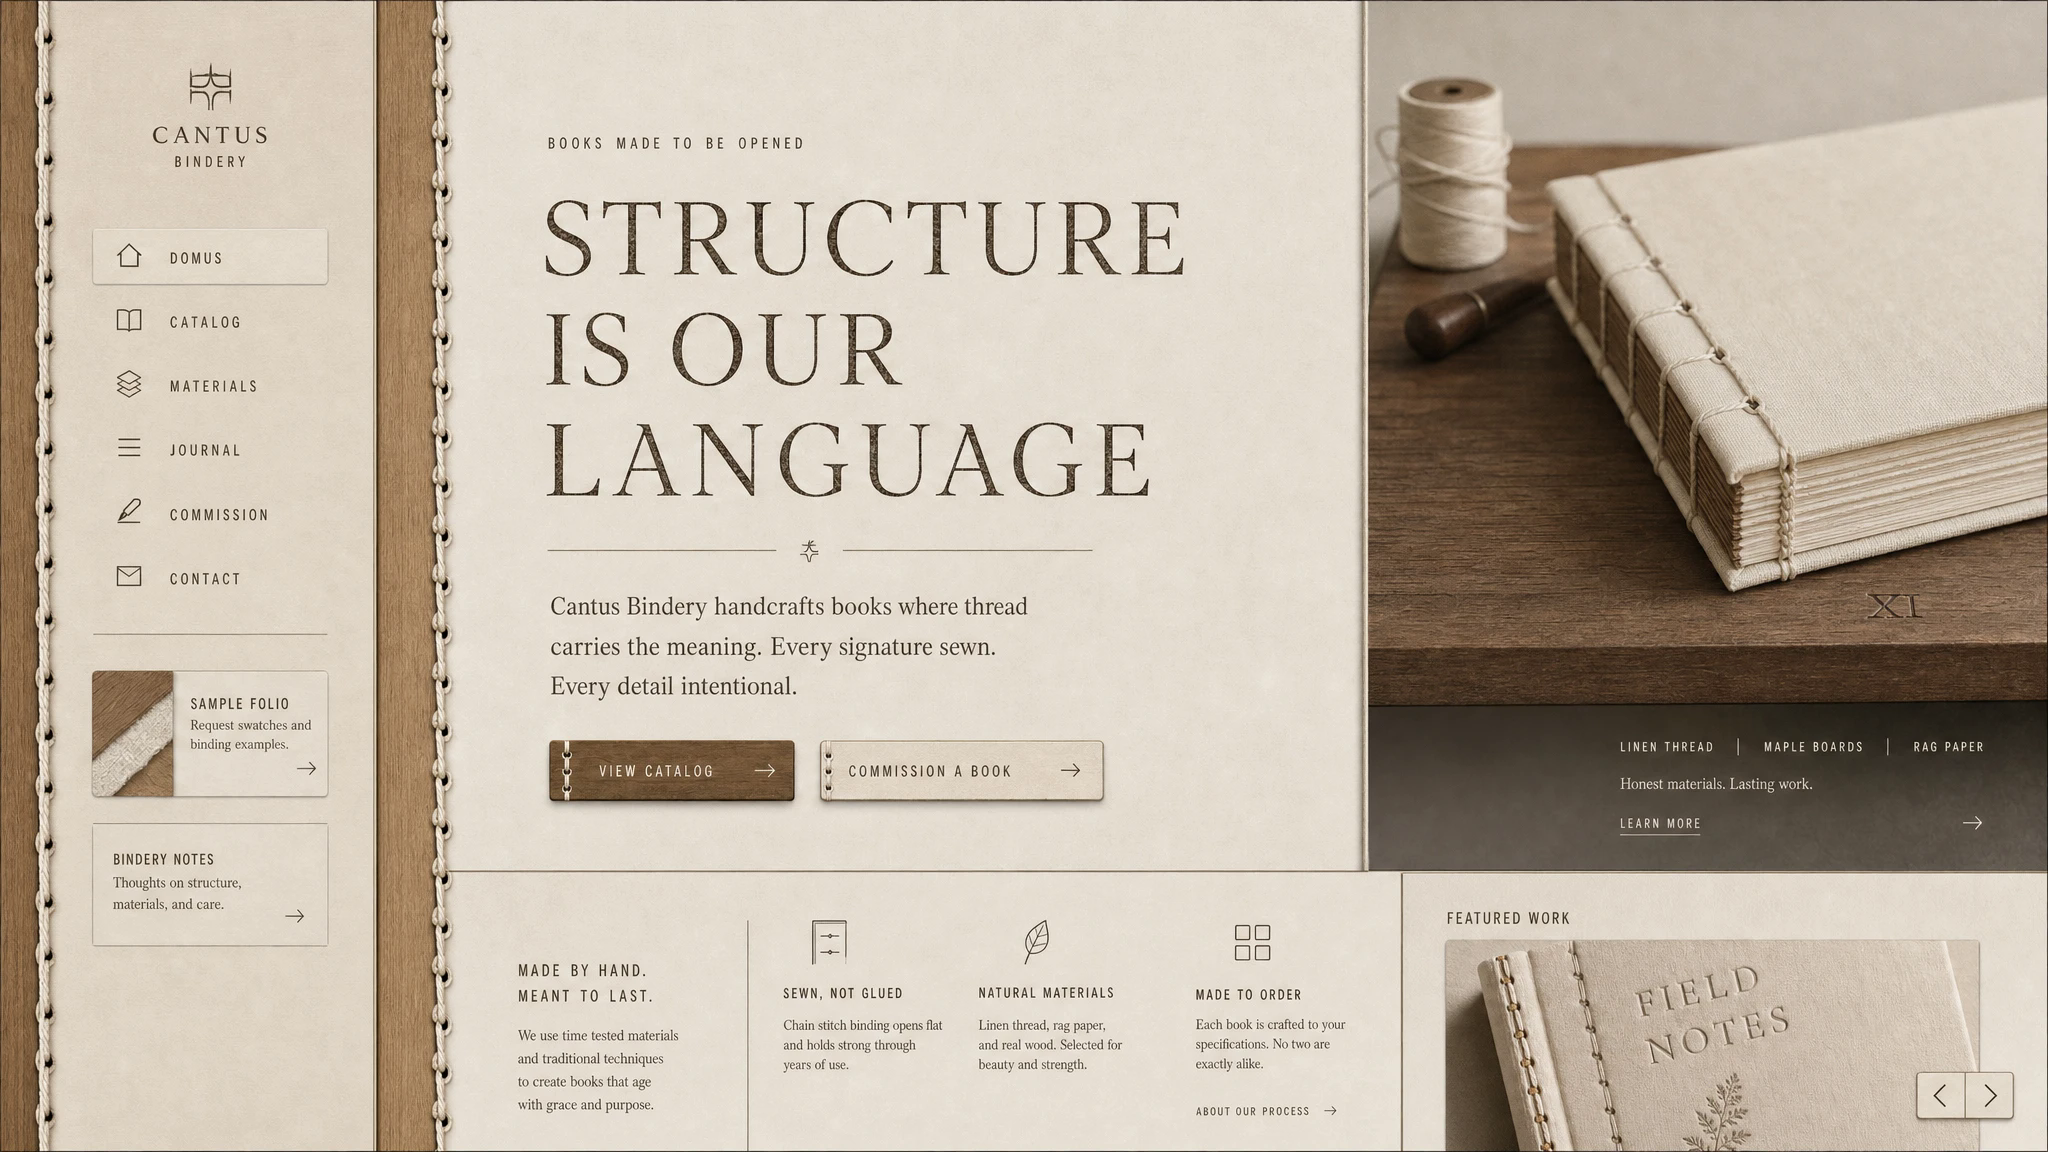 CANTUS
BINDERY
DOMUS
CATALOG
MATERIALS
JOURNAL
COMMISSION
CONTACT
SAMPLE FOLIO
Request swatches and
binding examples.
BINDERY NOTES
Thoughts on structure,
materials, and care.
BOOKS MADE TO BE OPENED
STRUCTURE
IS OUR
LANGUAGE
Cantus Bindery handcrafts books where thread
carries the meaning. Every signature sewn.
Every detail intentional.
VIEW CATALOG
COMMISSION A BOOK
XI
LINEN THREAD
MAPLE BOARDS
RAG PAPER
Honest materials. Lasting work.
LEARN MORE
MADE BY HAND.
MEANT TO LAST.
We use time tested materials
and traditional techniques
to create books that age
with grace and purpose.
SEWN, NOT GLUED
Chain stitch binding opens flat
and holds strong through
years of use.
NATURAL MATERIALS
Linen thread, rag paper,
and real wood. Selected for
beauty and strength.
MADE TO ORDER
Each book is crafted to your
specifications. No two are
exactly alike.
ABOUT OUR PROCESS
FEATURED WORK
FIELD
NOTES